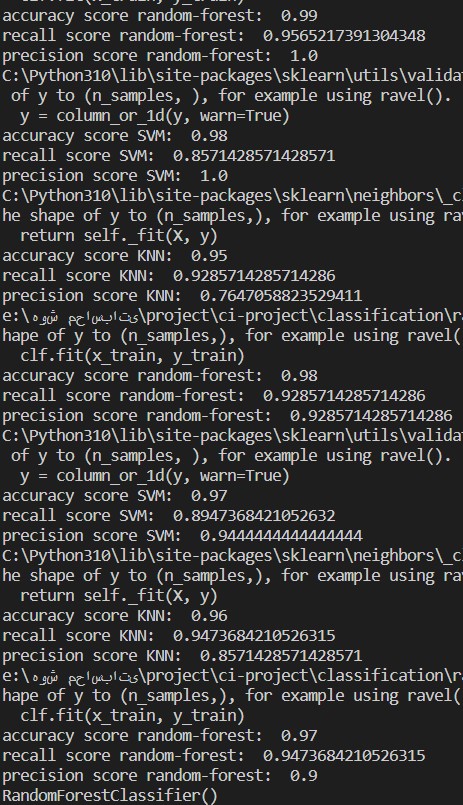 accuracy score random-forest:  0.99
recall score random-forest:  0.9565217391304348
precision score random-forest:  1.0
C:\Python310\lib\site-packages\sklearn\utils\valida
 of y to (n_samples, ), for example using ravel().
  y = column_or_1d(y, warn=True)
accuracy score SVM:  0.98
recall score SVM:  0.8571428571428571
precision score SVM:  1.0
C:\Python310\lib\site-packages\sklearn\neighbors\_c
he shape of y to (n_samples,), for example using ra
  return self._fit(X, y)
accuracy score KNN:  0.95
recall score KNN:  0.9285714285714286
precision score KNN:  0.7647058823529411
e:\هوش محاسباتی\project\ci-project\classification\r
hape of y to (n_samples,), for example using ravel(
  clf.fit(x_train, y_train)
accuracy score random-forest:  0.98
recall score random-forest:  0.9285714285714286
precision score random-forest:  0.9285714285714286
C:\Python310\lib\site-packages\sklearn\utils\valida
 of y to (n_samples, ), for example using ravel().
  y = column_or_1d(y, warn=True)
accuracy score SVM:  0.97
recall score SVM:  0.8947368421052632
precision score SVM:  0.9444444444444444
C:\Python310\lib\site-packages\sklearn\neighbors\_c
he shape of y to (n_samples,), for example using ra
  return self._fit(X, y)
accuracy score KNN:  0.96
recall score KNN:  0.9473684210526315
precision score KNN:  0.8571428571428571
e:\هوش محاسباتی\project\ci-project\classification\r
hape of y to (n_samples,), for example using ravel(
  clf.fit(x_train, y_train)
accuracy score random-forest:  0.97
recall score random-forest:  0.9473684210526315
precision score random-forest:  0.9
RandomForestClassifier()